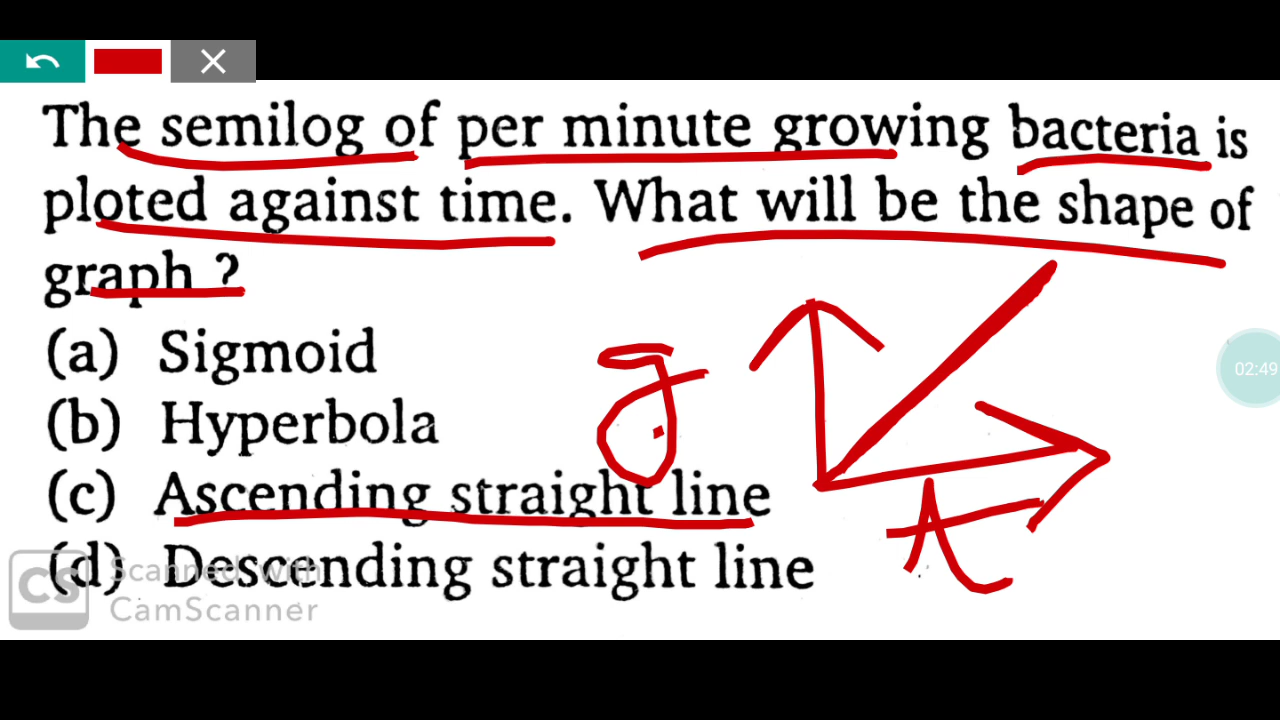 The semilog of per minute growing bacteria is
ploted against time. What will be the shape of
graph ?
(a) Sigmoid
(b) Hyperbola
(c) Ascending straight line
(d) Descending straight line
g
t
02:49
CS Scanned with
CamScanner